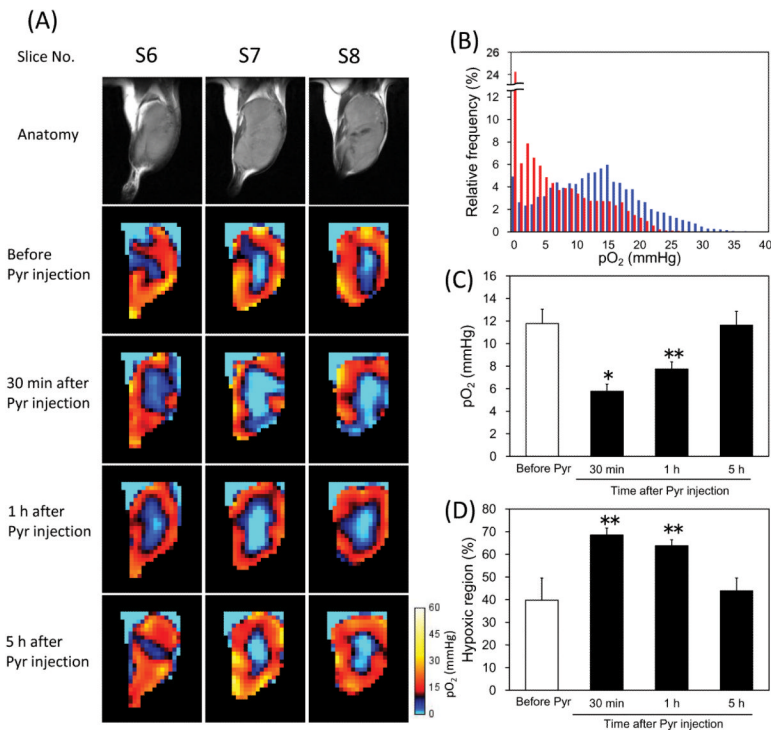 (A)
Slice No.
S6
S7
S8
Anatomy
Before
Pyr injection
30 min after
Pyr injection
1 h after
Pyr injection
5 h after
Pyr injection
60
45
30
15
0
pO₂ (mmHg)
(B)
Relative frequency (%)
26
24
12
10
8
6
4
2
0
0 5 10 15 20 25 30 35 40
pO₂ (mmHg)
(C)
pO₂ (mmHg)
16
14
12
10
8
6
4
2
0
*
**
Before Pyr 30 min 1 h 5 h
Time after Pyr injection
(D)
Hypoxic region (%)
80
70
60
50
40
30
20
10
0
**
**
Before Pyr 30 min 1 h 5 h
Time after Pyr injection